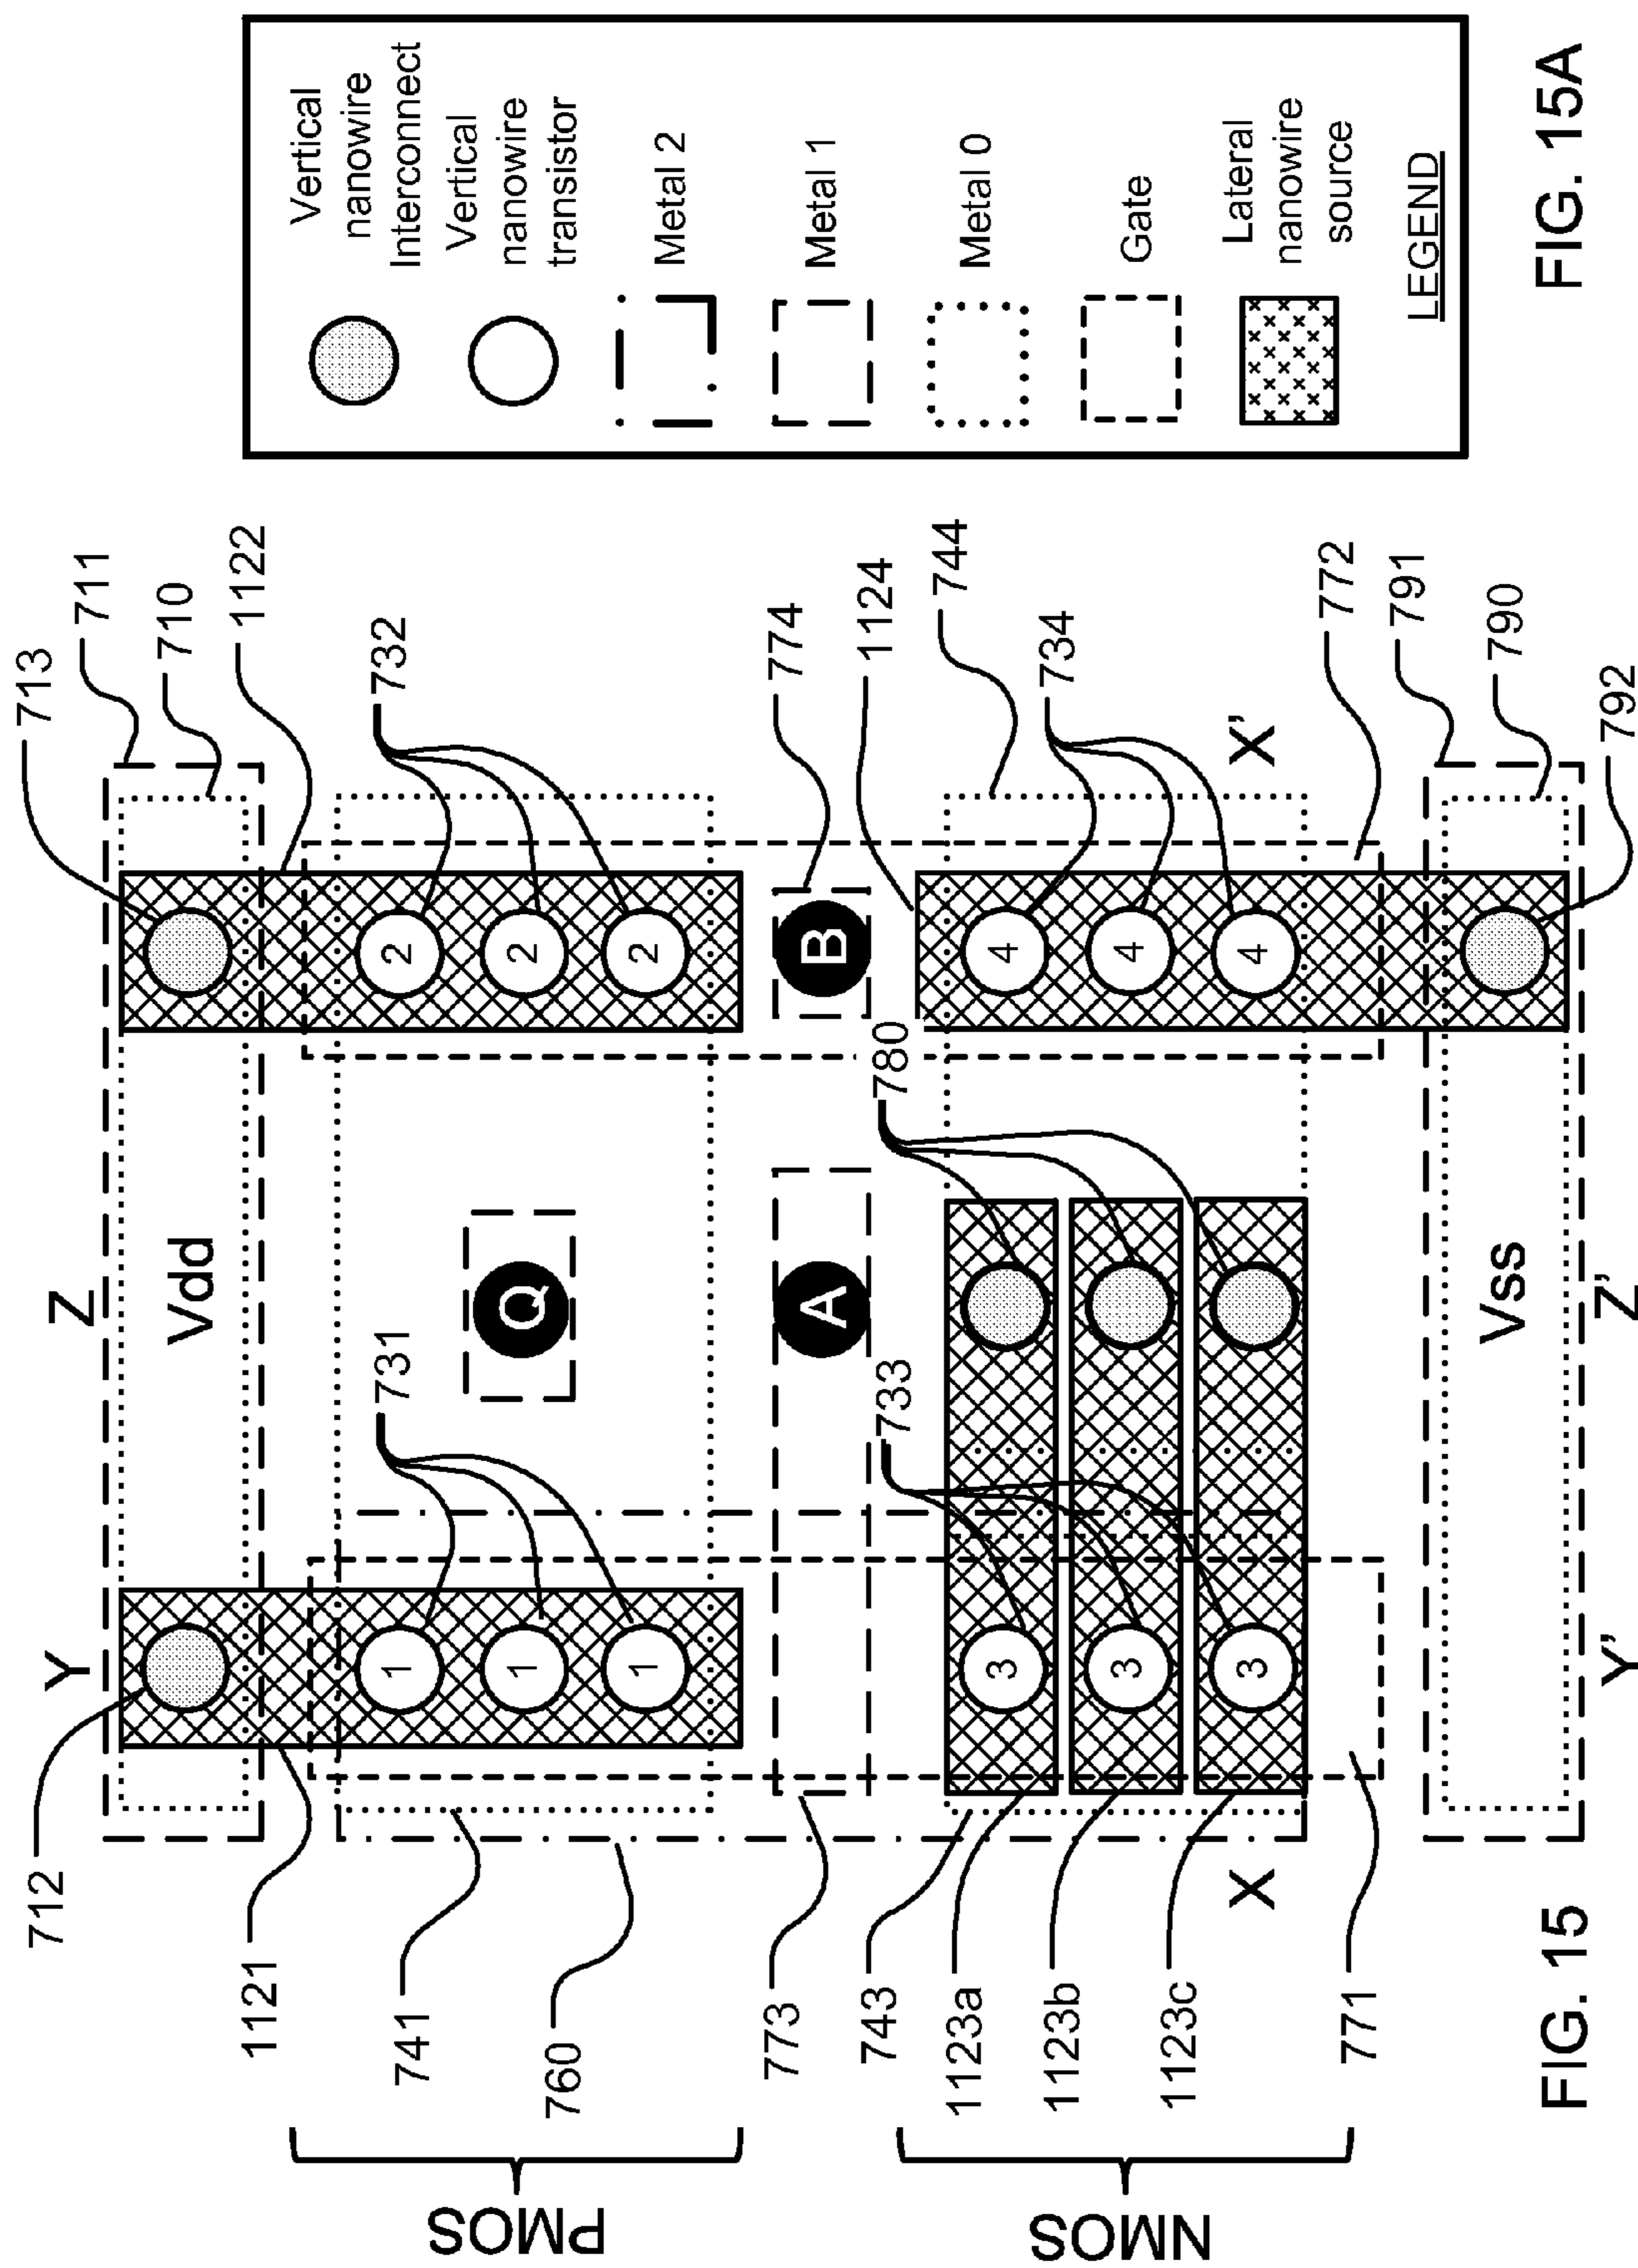 713
711
710
1122
732
774
1124
744
734
772
791
790
792
Z
Vdd
Y
712
1121
741
760
773
743
1123a
1123b
1123c
771
731
Q
A
B
733
780
1
1
1
2
2
2
3
3
3
4
4
4
X
X'
Vss
Y'
Z'
PMOS
NMOS
FIG. 15
Vertical
nanowire
Interconnect
Vertical
nanowire
transistor
Metal 2
Metal 1
Metal 0
Gate
Lateral
nanowire
source
LEGEND
FIG. 15A